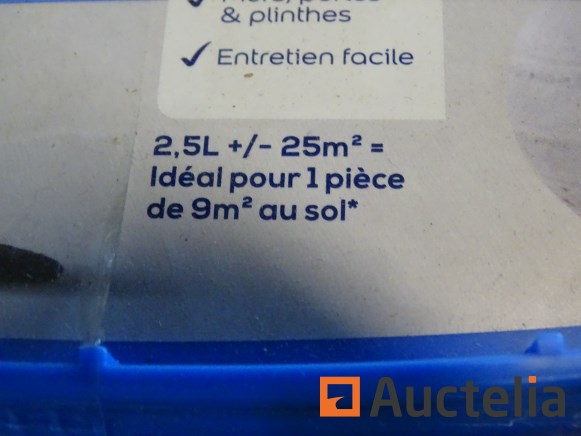 & plinthes
✓ Entretien facile
2,5L +/- 25m² =
Idéal pour 1 pièce
de 9m² au sol*
Auctelia